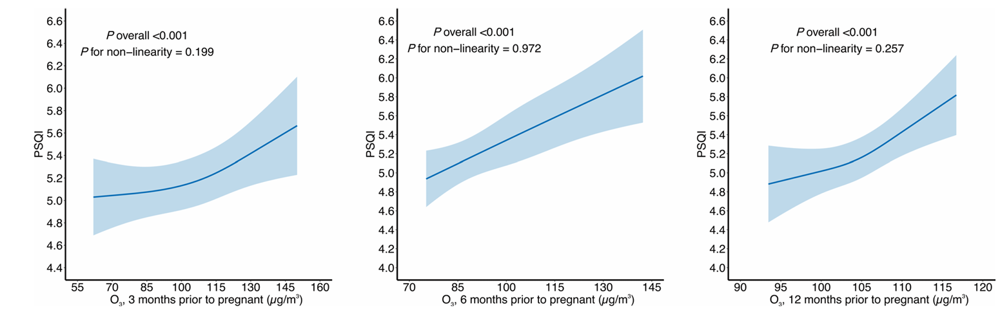 P overall <0.001
P for non−linearity = 0.199
PSQI
6.6
6.4
6.2
6.0
5.8
5.6
5.4
5.2
5.0
4.8
4.6
4.4
55 70 85 100 115 130 145 160
O₃, 3 months prior to pregnant (µg/m³)
P overall <0.001
P for non−linearity = 0.972
PSQI
6.6
6.4
6.2
6.0
5.8
5.6
5.4
5.2
5.0
4.8
4.6
4.4
4.2
4.0
70 85 100 115 130 145
O₃, 6 months prior to pregnant (µg/m³)
P overall <0.001
P for non−linearity = 0.257
PSQI
6.6
6.4
6.2
6.0
5.8
5.6
5.4
5.2
5.0
4.8
4.6
4.4
4.2
4.0
90 95 100 105 110 115 120
O₃, 12 months prior to pregnant (µg/m³)